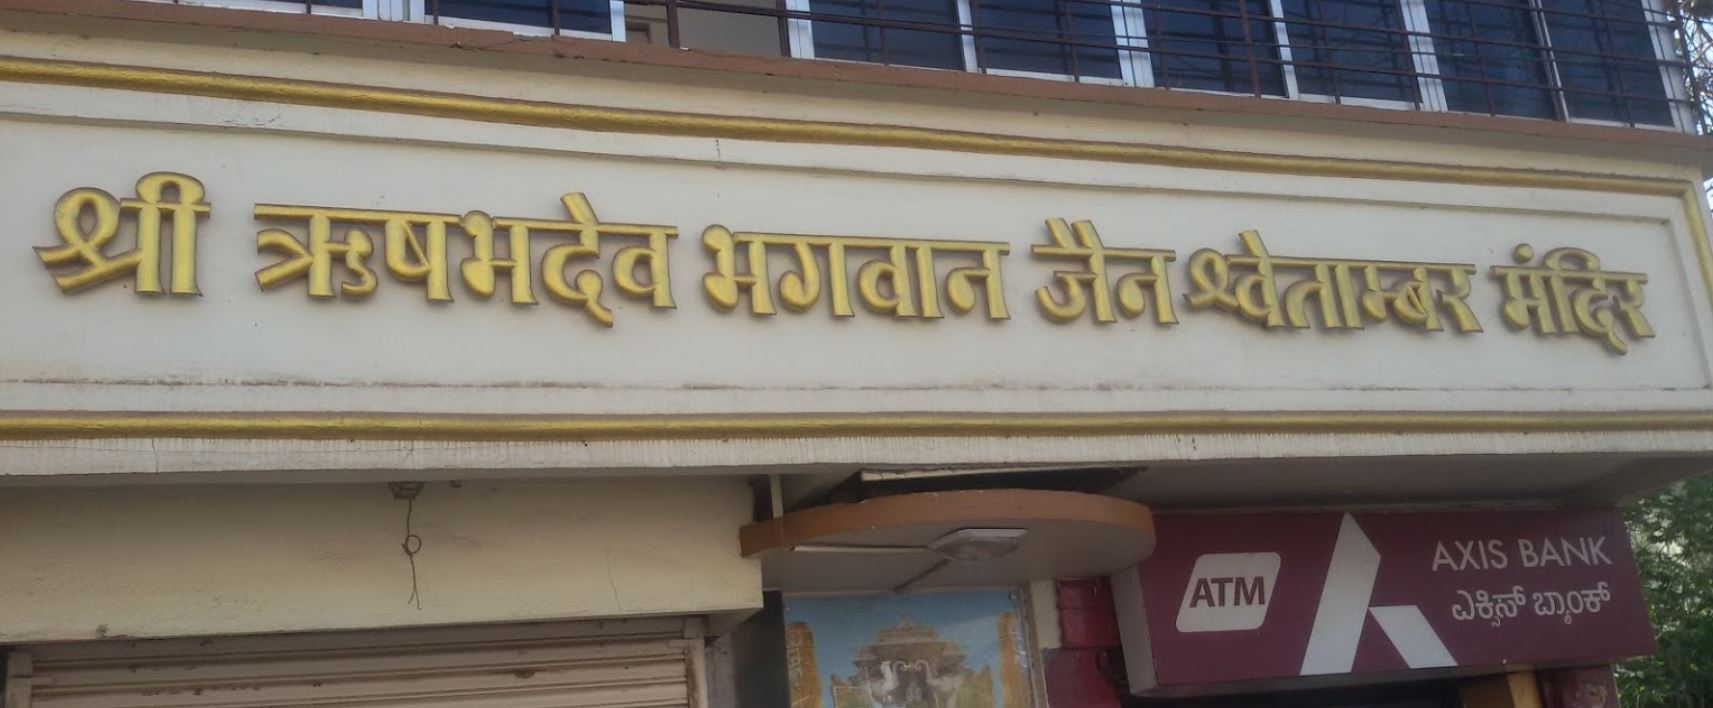 श्री ऋषभदेव भगवान जैन श्वेताम्बर मंदिर
ATM
AXIS BANK
ಎಕ್ಸಿಸ್ ಬ್ಯಾಂಕ್